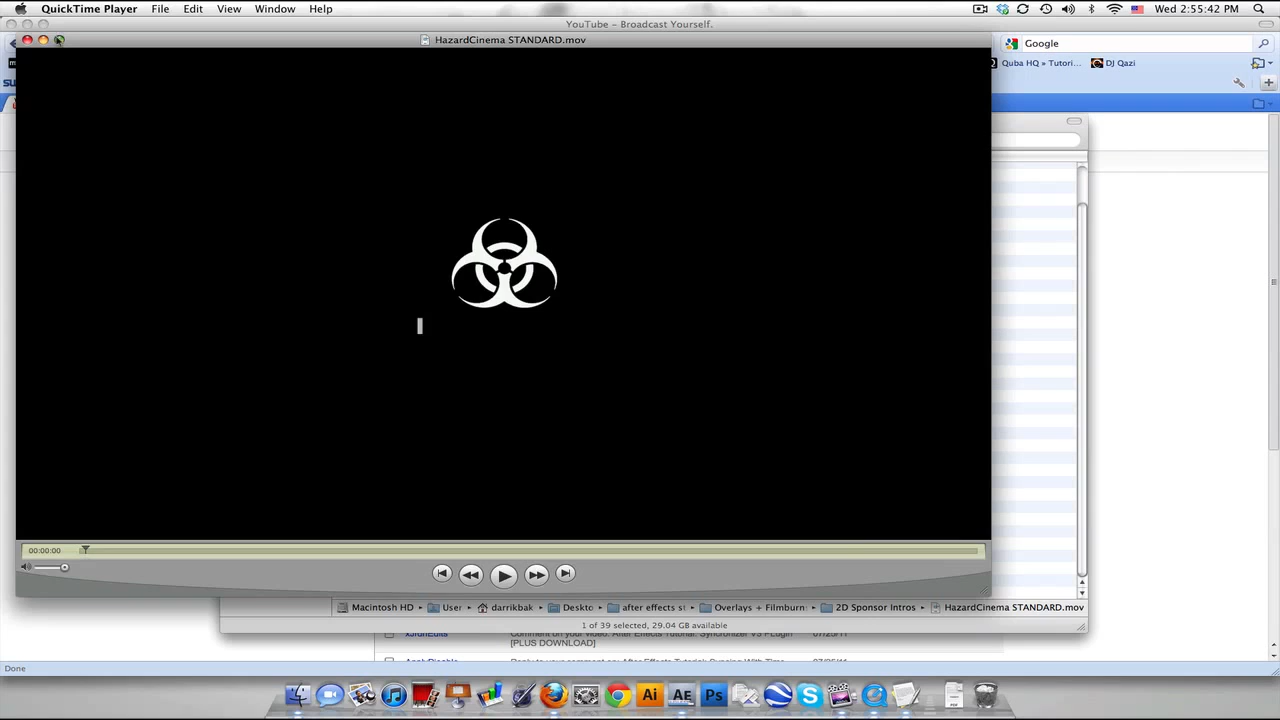 QuickTime Player File Edit View Window Help Wed 2:55:42 PM
YouTube – Broadcast Yourself.
HazardCinema STANDARD.mov
Google
Quba HQ » Tutori... DJ Qazi
00:00:00
Macintosh HD ▸ User ▸ darrikbak ▸ Deskto ▸ after effects st ▸ Overlays + Filmburn ▸ 2D Sponsor Intros ▸ HazardCinema STANDARD.mov
1 of 39 selected, 29.04 GB available
[PLUS DOWNLOAD]
Done
Ai AE Ps